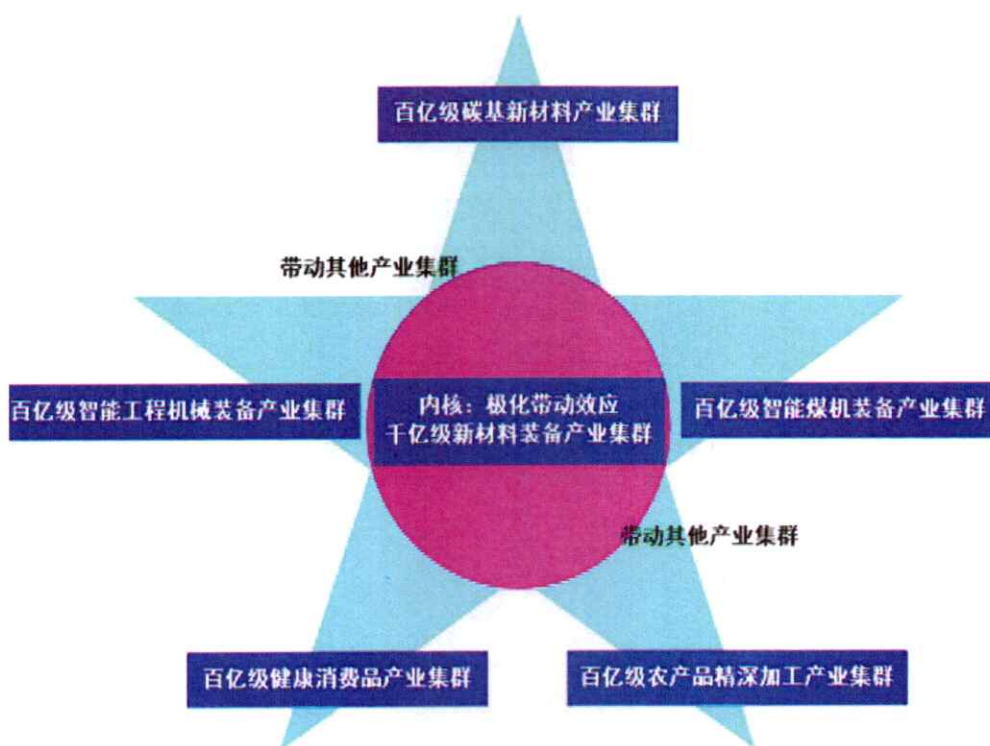 百亿级碳基新材料产业集群
带动其他产业集群
百亿级智能工程机械装备产业集群
内核：极化带动效应
千亿级新材料装备产业集群
百亿级智能煤机装备产业集群
带动其他产业集群
百亿级健康消费品产业集群
百亿级农产品精深加工产业集群